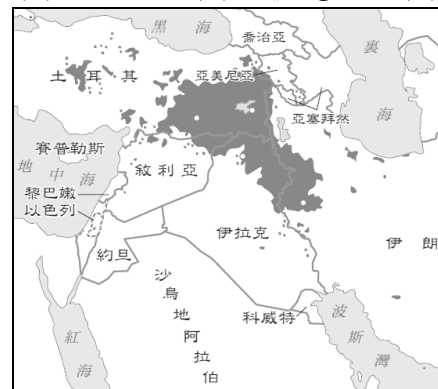 黑海
喬治亞
裏海
土耳其
亞美尼亞
亞塞拜然
賽普勒斯
地中海
敘利亞
黎巴嫩
以色列
伊拉克
伊朗
約旦
沙烏地阿拉伯
科威特
波斯灣
紅海